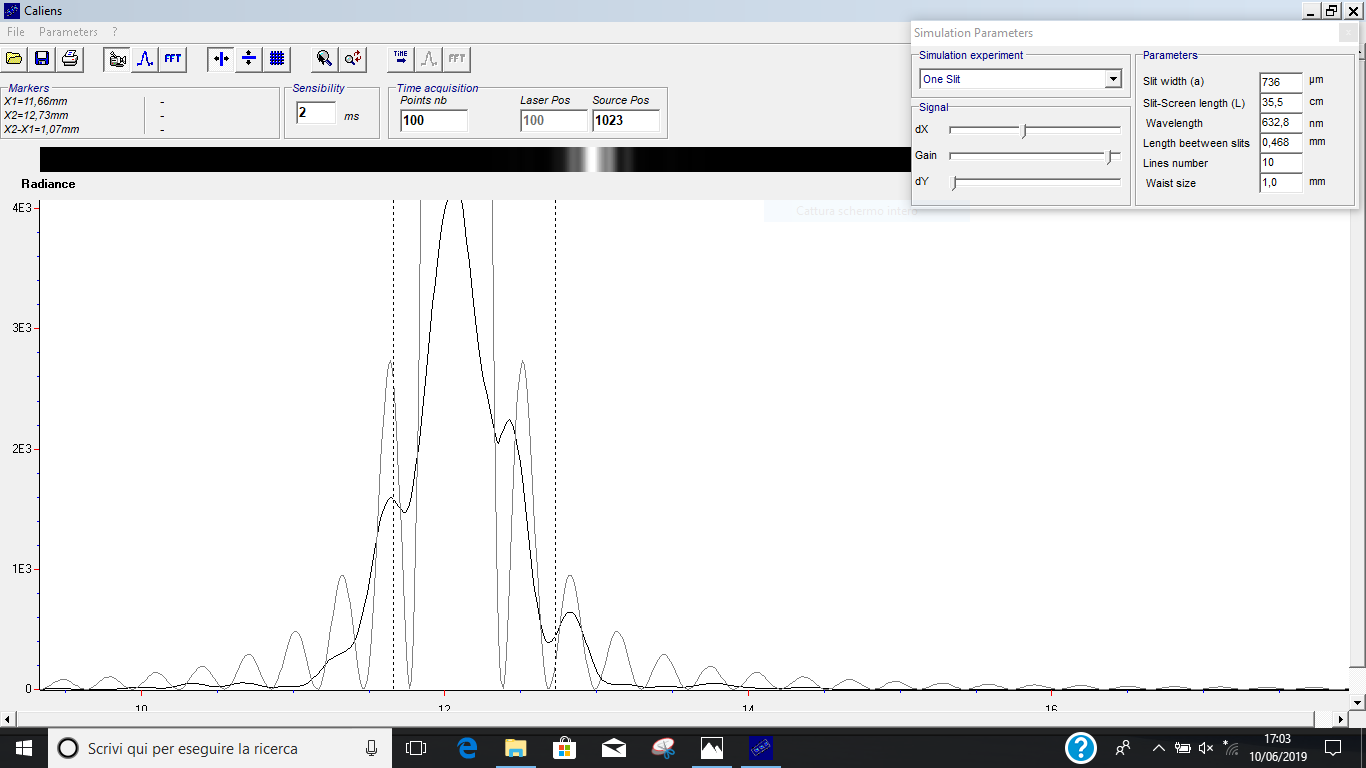 Caliens
File Parameters ?
FFT
TIME
FFT
Markers
X1=11,66mm -
X2=12,73mm -
X2-X1=1,07mm -
Sensibility
2 ms
Time acquisition
Points nb Laser Pos Source Pos
100 100 1023
Simulation Parameters
Simulation experiment
One Slit
Signal
dX
Gain
dY
Parameters
Slit width (a) 736 µm
Slit-Screen length (L) 35,5 cm
Wavelength 632,8 nm
Length beetween slits 0,468 mm
Lines number 10
Waist size 1,0 mm
Cattura schermo intero
Radiance
4E3
3E3
2E3
1E3
0
10 12 14 16
Scrivi qui per eseguire la ricerca
17:03
10/06/2019